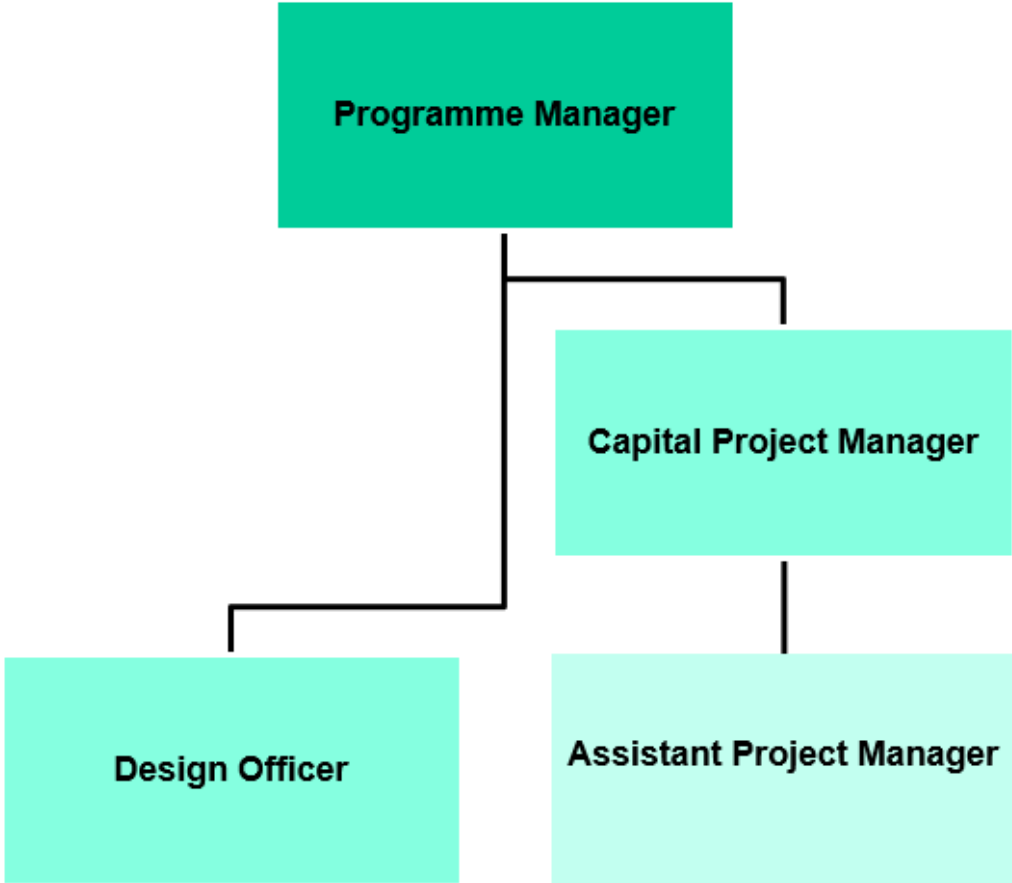 Programme Manager
Capital Project Manager
Design Officer
Assistant Project Manager